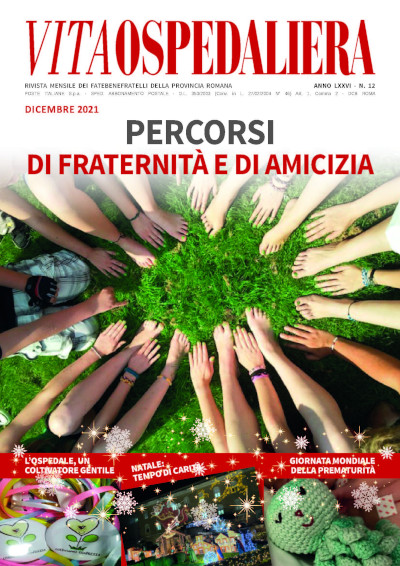 VITAOSPEDALIERA
RIVISTA MENSILE DEI FATEBENEFRATELLI DELLA PROVINCIA ROMANA
ANNO LXXVI - N. 12
POSTE ITALIANE S.p.a. - SPED. ABBONAMENTO POSTALE - D.L. 353/2003 (Conv. in L. 27/02/2004 N° 46) Art. 1, Comma 2 - DCB ROMA
DICEMBRE 2021
PERCORSI
DI FRATERNITÀ E DI AMICIZIA
L'OSPEDALE, UN
COLTIVATORE GENTILE
NATALE:
TEMPO DI CARITÀ
GIORNATA MONDIALE
DELLA PREMATURITÀ